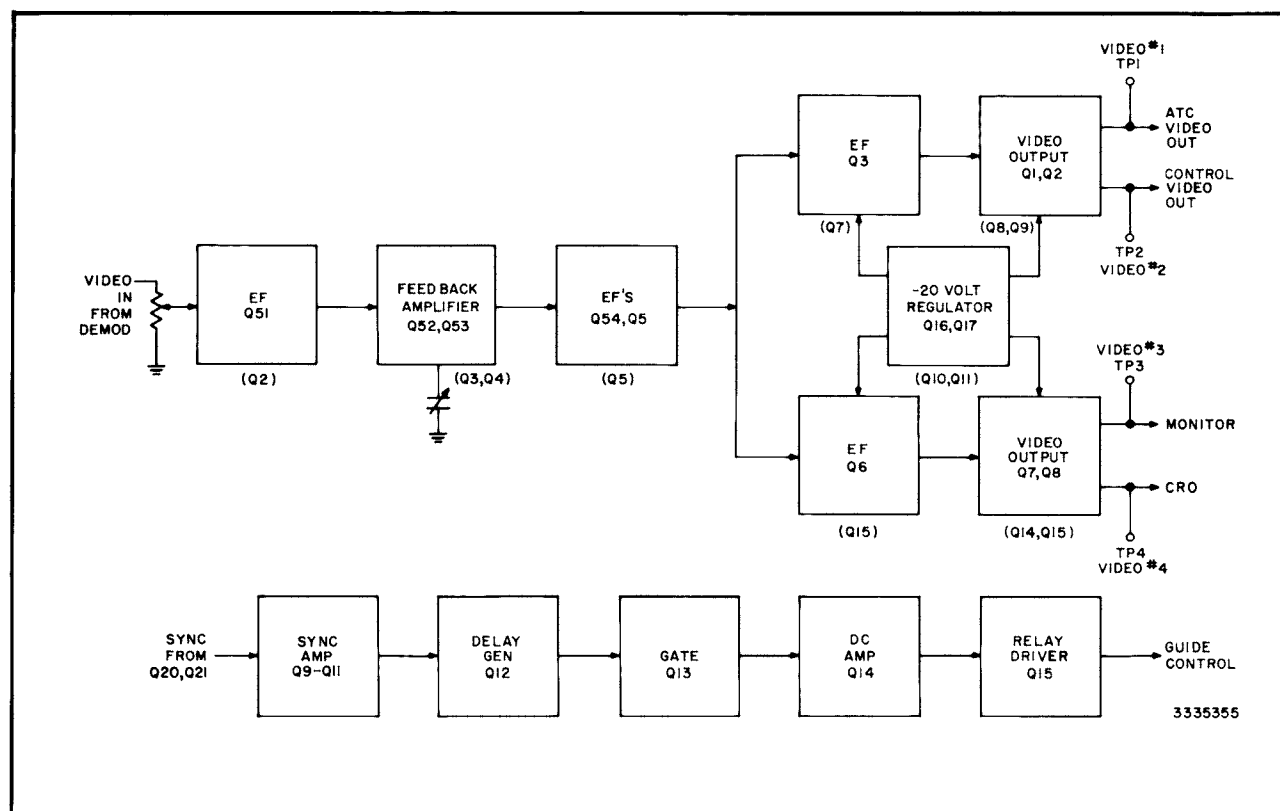 VIDEO #1
TP1
ATC
VIDEO
OUT
EF
Q3
VIDEO
OUTPUT
Q1,Q2
CONTROL
VIDEO
OUT
(Q7)
(Q8,Q9)
TP2
VIDEO #2
VIDEO
IN
FROM
DEMOD
EF
Q51
(Q2)
FEED BACK
AMPLIFIER
Q52,Q53
(Q3,Q4)
EF'S
Q54,Q5
(Q5)
-20 VOLT
REGULATOR
Q16,Q17
(Q10,Q11)
VIDEO #3
TP3
EF
Q6
(Q15)
VIDEO
OUTPUT
Q7,Q8
(Q14,Q15)
MONITOR
CRO
TP4
VIDEO #4
SYNC
FROM
Q20,Q21
SYNC
AMP
Q9-Q11
DELAY
GEN
Q12
GATE
Q13
DC
AMP
Q14
RELAY
DRIVER
Q15
GUIDE
CONTROL
3335355